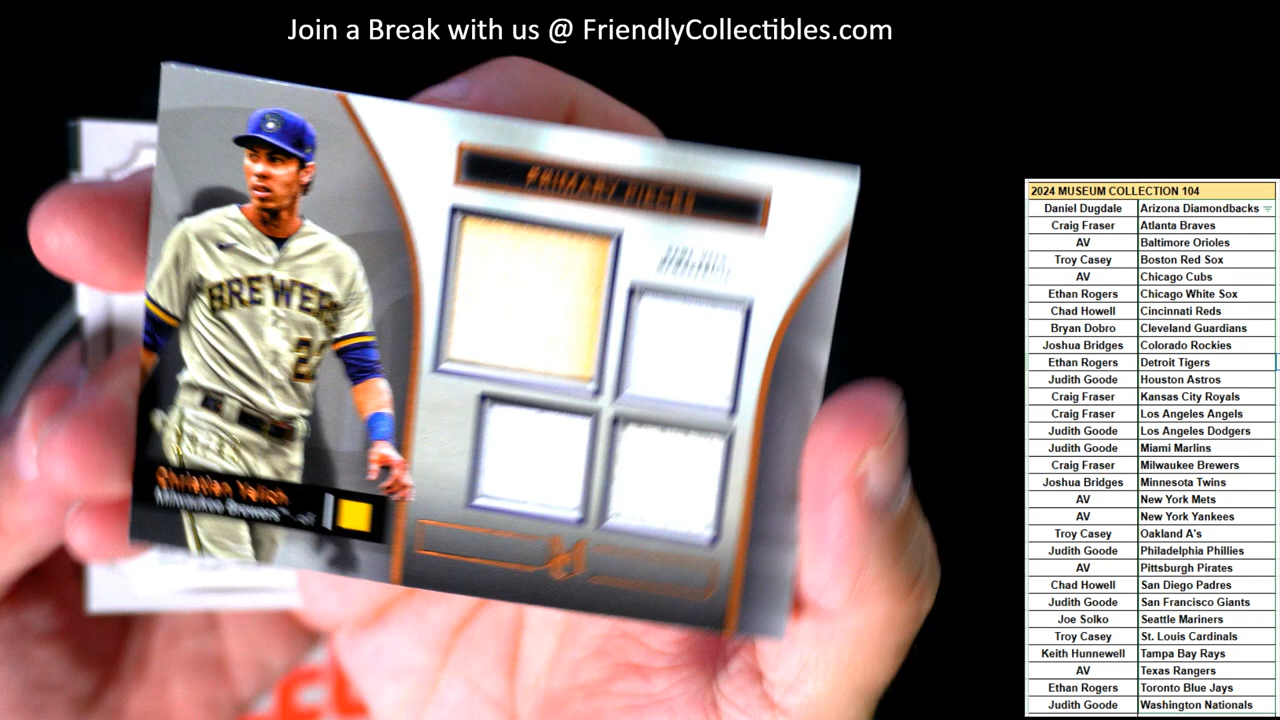 Join a Break with us @ FriendlyCollectibles.com
PRIMARY PIECES
BREWERS
Christian Yelich
Milwaukee Brewers™ OF
2024 MUSEUM COLLECTION 104
Daniel Dugdale Arizona Diamondbacks
Craig Fraser Atlanta Braves
AV Baltimore Orioles
Troy Casey Boston Red Sox
AV Chicago Cubs
Ethan Rogers Chicago White Sox
Chad Howell Cincinnati Reds
Bryan Dobro Cleveland Guardians
Joshua Bridges Colorado Rockies
Ethan Rogers Detroit Tigers
Judith Goode Houston Astros
Craig Fraser Kansas City Royals
Craig Fraser Los Angeles Angels
Judith Goode Los Angeles Dodgers
Judith Goode Miami Marlins
Craig Fraser Milwaukee Brewers
Joshua Bridges Minnesota Twins
AV New York Mets
AV New York Yankees
Troy Casey Oakland A's
Judith Goode Philadelphia Phillies
AV Pittsburgh Pirates
Chad Howell San Diego Padres
Judith Goode San Francisco Giants
Joe Solko Seattle Mariners
Troy Casey St. Louis Cardinals
Keith Hunnewell Tampa Bay Rays
AV Texas Rangers
Ethan Rogers Toronto Blue Jays
Judith Goode Washington Nationals